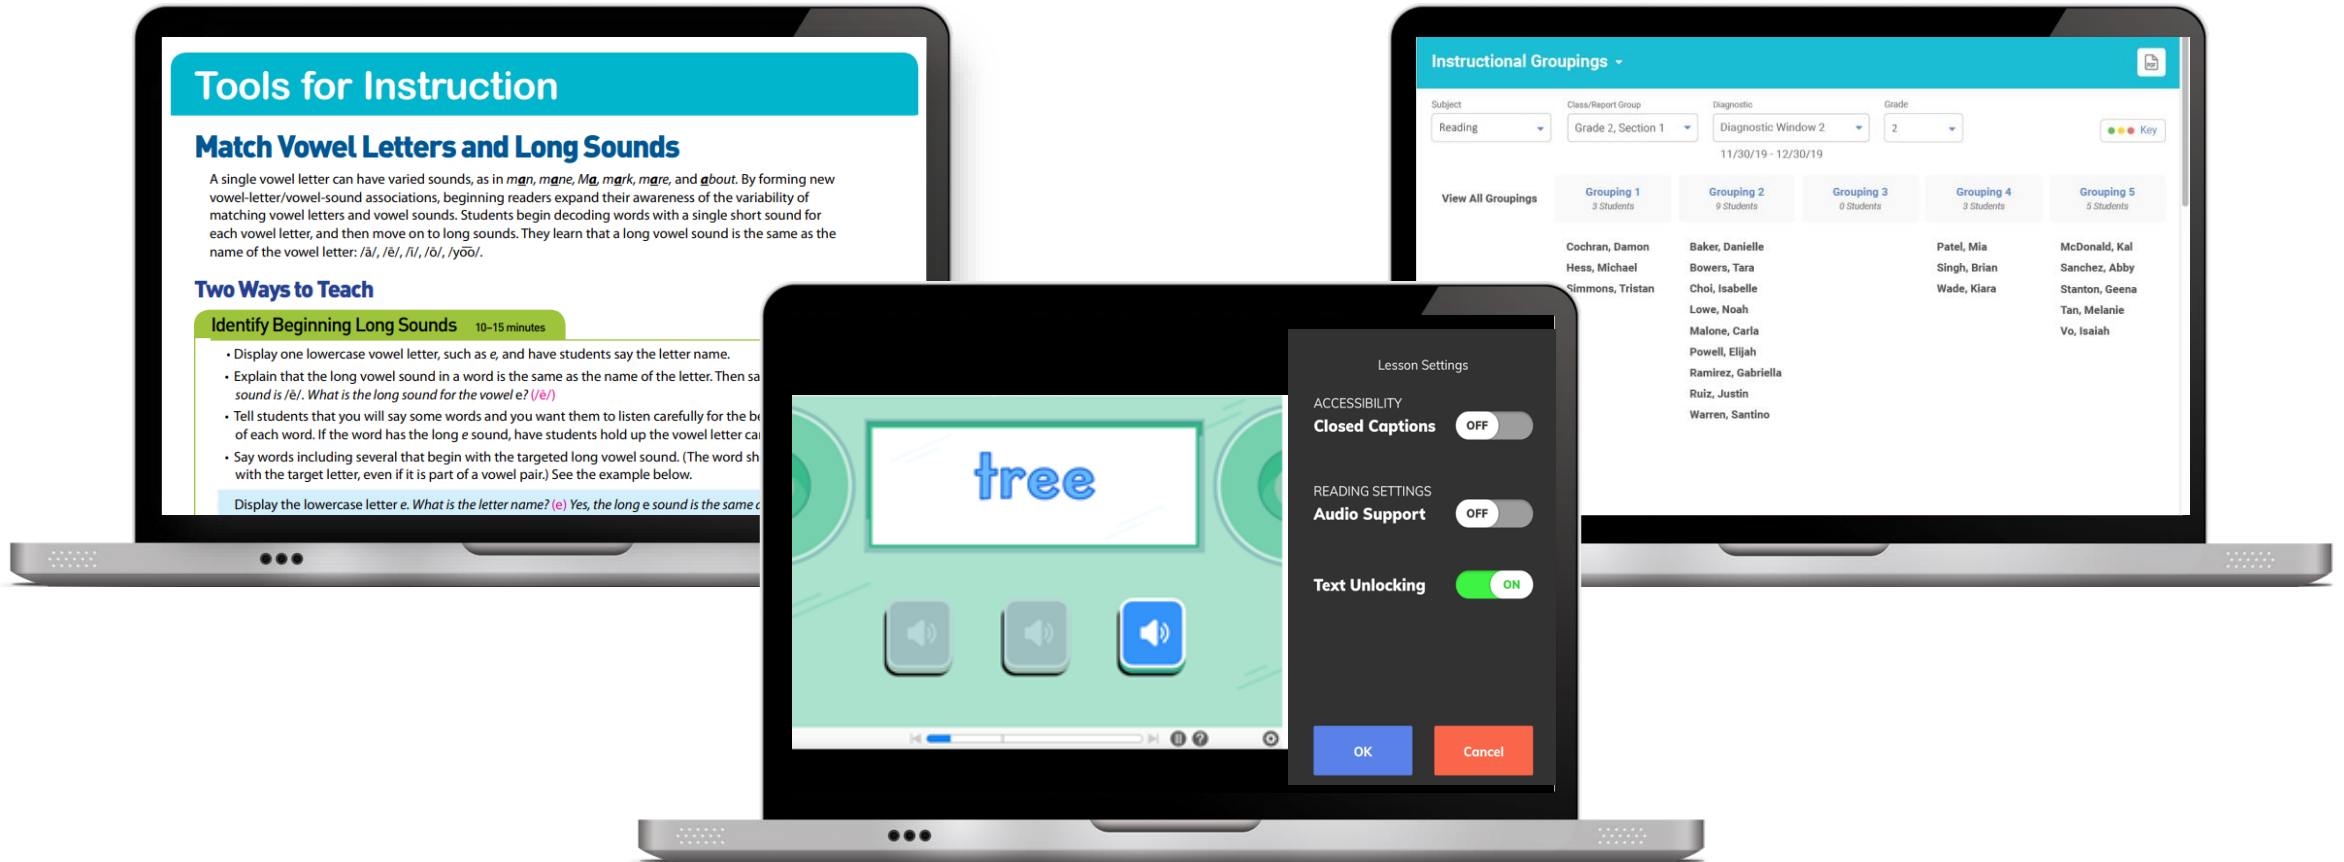 Tools for Instruction
Match Vowel Letters and Long Sounds
A single vowel letter can have varied sounds, as in man, mane, Ma, mark, mare, and about. By forming new
vowel-letter/vowel-sound associations, beginning readers expand their awareness of the variability of
matching vowel letters and vowel sounds. Students begin decoding words with a single short sound for
each vowel letter, and then move on to long sounds. They learn that a long vowel sound is the same as the
name of the vowel letter: /ā/, /ē/, /ī/, /ō/, /yo͞o/.
Two Ways to Teach
Identify Beginning Long Sounds 10–15 minutes
• Display one lowercase vowel letter, such as e, and have students say the letter name.
• Explain that the long vowel sound in a word is the same as the name of the letter. Then sa
sound is /ē/. What is the long sound for the vowel e? (/ē/)
• Tell students that you will say some words and you want them to listen carefully for the be
of each word. If the word has the long e sound, have students hold up the vowel letter ca
• Say words including several that begin with the targeted long vowel sound. (The word sh
with the target letter, even if it is part of a vowel pair.) See the example below.
Display the lowercase letter e. What is the letter name? (e) Yes, the long e sound is the same
tree
Lesson Settings
ACCESSIBILITY
Closed Captions OFF
READING SETTINGS
Audio Support OFF
Text Unlocking ON
OK Cancel
Instructional Groupings
PDF
Subject Class/Report Group Diagnostic Grade
Reading Grade 2, Section 1 Diagnostic Window 2 2 Key
11/30/19 - 12/30/19
View All Groupings Grouping 1 Grouping 2 Grouping 3 Grouping 4 Grouping 5
3 Students 9 Students 0 Students 3 Students 5 Students
Cochran, Damon Baker, Danielle Patel, Mia McDonald, Kal
Hess, Michael Bowers, Tara Singh, Brian Sanchez, Abby
Simmons, Tristan Choi, Isabelle Wade, Kiara Stanton, Geena
Lowe, Noah Tan, Melanie
Malone, Carla Vo, Isaiah
Powell, Elijah
Ramirez, Gabriella
Ruiz, Justin
Warren, Santino